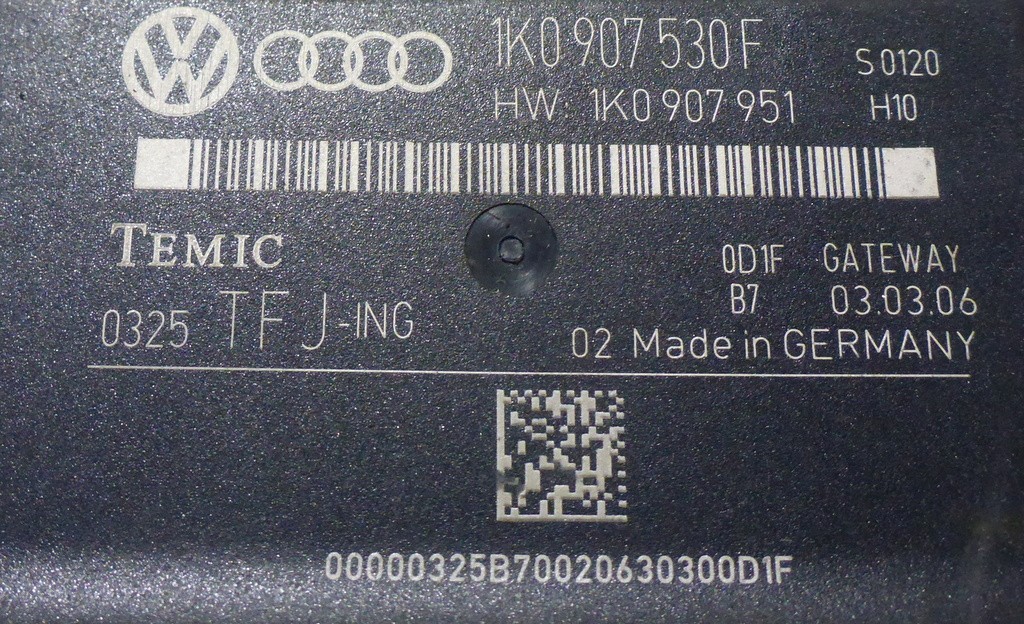 1K0 907 530F S 0120
HW: 1K0 907 951 H10
TEMIC
0D1F GATEWAY
B7 03.03.06
0325 TFJ-ING
02 Made in GERMANY
00000325B70020630300D1F